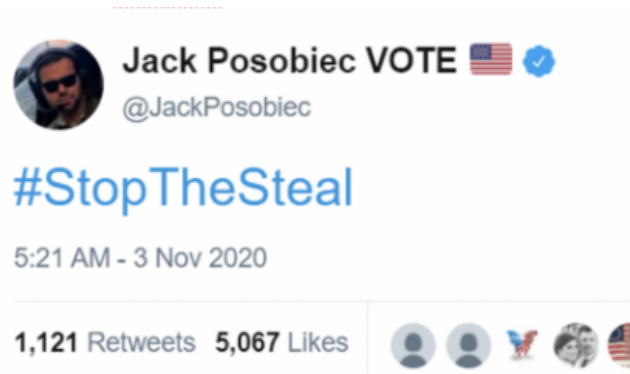 Jack Posobiec VOTE 🇺🇸
@JackPosobiec
#StopTheSteal
5:21 AM - 3 Nov 2020
1,121 Retweets 5,067 Likes